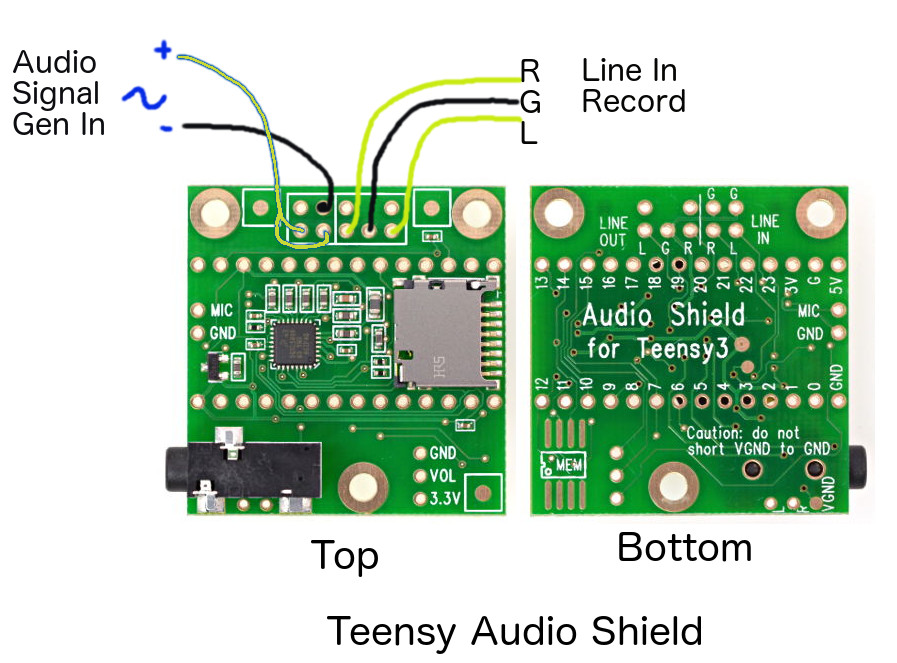 +
Audio
Signal
Gen In
-
R
G
L
Line In
Record
MIC
GND
HRS
GND
VOL
3.3V
G G
LINE
OUT
L G R R L
LINE
IN
13 14 15 16 17 18 19 20 21 22 23 3V G 5V
Audio Shield
for Teensy3
MIC
GND
12 11 10 9 8 7 6 5 4 3 2 1 0 GND
Caution: do not
short VGND to GND
MEM
L R VGND
Top
Bottom
Teensy Audio Shield